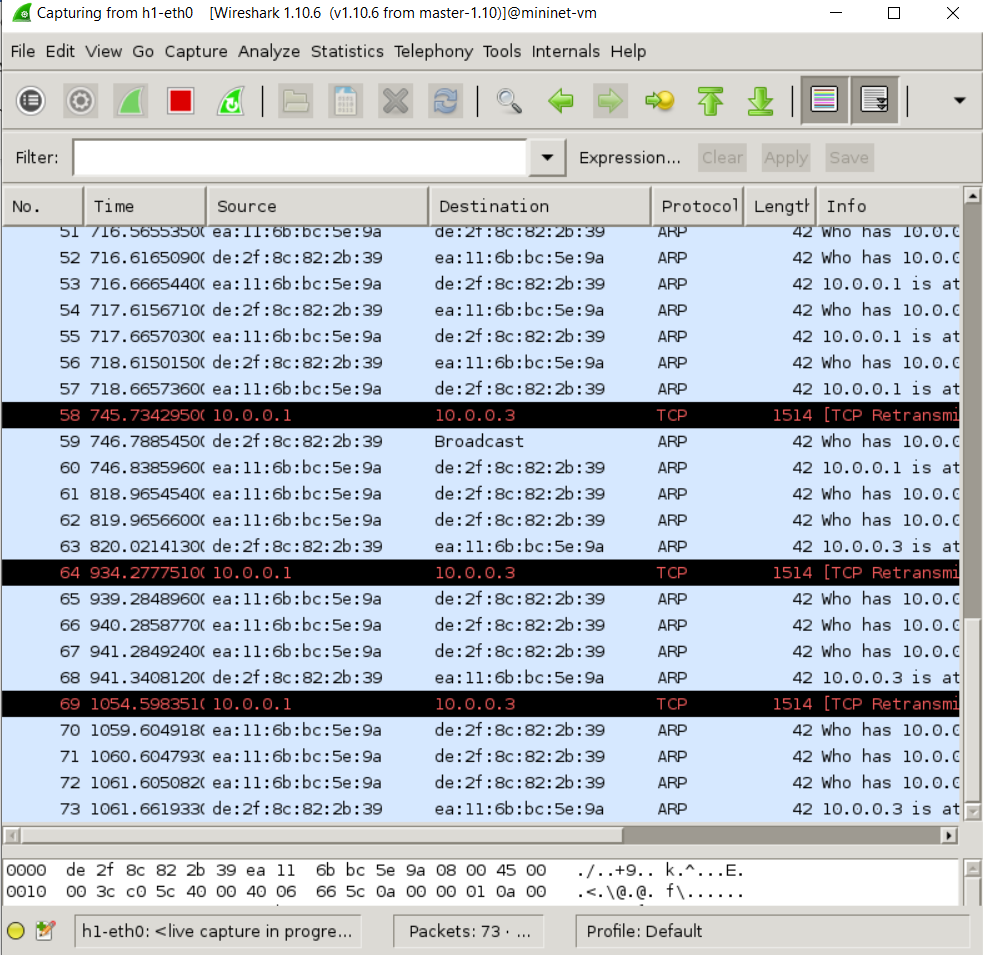 Capturing from h1-eth0 [Wireshark 1.10.6 (v1.10.6 from master-1.10)]@mininet-vm
File Edit View Go Capture Analyze Statistics Telephony Tools Internals Help
Filter: Expression... Clear Apply Save
No. Time Source Destination Protocol Length Info
51 716.5655350( ea:11:6b:bc:5e:9a de:2f:8c:82:2b:39 ARP 42 Who has 10.0.0
52 716.6165090( de:2f:8c:82:2b:39 ea:11:6b:bc:5e:9a ARP 42 Who has 10.0.0
53 716.6665440( ea:11:6b:bc:5e:9a de:2f:8c:82:2b:39 ARP 42 10.0.0.1 is at
54 717.6156710( de:2f:8c:82:2b:39 ea:11:6b:bc:5e:9a ARP 42 Who has 10.0.0
55 717.6657030( ea:11:6b:bc:5e:9a de:2f:8c:82:2b:39 ARP 42 10.0.0.1 is at
56 718.6150150( de:2f:8c:82:2b:39 ea:11:6b:bc:5e:9a ARP 42 Who has 10.0.0
57 718.6657360( ea:11:6b:bc:5e:9a de:2f:8c:82:2b:39 ARP 42 10.0.0.1 is at
58 745.7342950( 10.0.0.1 10.0.0.3 TCP 1514 [TCP Retransmi
59 746.7885450( de:2f:8c:82:2b:39 Broadcast ARP 42 Who has 10.0.0
60 746.8385960( ea:11:6b:bc:5e:9a de:2f:8c:82:2b:39 ARP 42 10.0.0.1 is at
61 818.9654540( ea:11:6b:bc:5e:9a de:2f:8c:82:2b:39 ARP 42 Who has 10.0.0
62 819.9656600( ea:11:6b:bc:5e:9a de:2f:8c:82:2b:39 ARP 42 Who has 10.0.0
63 820.0214130( de:2f:8c:82:2b:39 ea:11:6b:bc:5e:9a ARP 42 10.0.0.3 is at
64 934.2777510( 10.0.0.1 10.0.0.3 TCP 1514 [TCP Retransmi
65 939.2848960( ea:11:6b:bc:5e:9a de:2f:8c:82:2b:39 ARP 42 Who has 10.0.0
66 940.2858770( ea:11:6b:bc:5e:9a de:2f:8c:82:2b:39 ARP 42 Who has 10.0.0
67 941.2849240( ea:11:6b:bc:5e:9a de:2f:8c:82:2b:39 ARP 42 Who has 10.0.0
68 941.3408120( de:2f:8c:82:2b:39 ea:11:6b:bc:5e:9a ARP 42 10.0.0.3 is at
69 1054.598351( 10.0.0.1 10.0.0.3 TCP 1514 [TCP Retransmi
70 1059.604918( ea:11:6b:bc:5e:9a de:2f:8c:82:2b:39 ARP 42 Who has 10.0.0
71 1060.604793( ea:11:6b:bc:5e:9a de:2f:8c:82:2b:39 ARP 42 Who has 10.0.0
72 1061.605082( ea:11:6b:bc:5e:9a de:2f:8c:82:2b:39 ARP 42 Who has 10.0.0
73 1061.661933( de:2f:8c:82:2b:39 ea:11:6b:bc:5e:9a ARP 42 10.0.0.3 is at
0000 de 2f 8c 82 2b 39 ea 11 6b bc 5e 9a 08 00 45 00 ./..+9.. k.^...E.
0010 00 3c c0 5c 40 00 40 06 66 5c 0a 00 00 01 0a 00 .<.\@.@. f\......
h1-eth0: <live capture in progre... Packets: 73 · ... Profile: Default